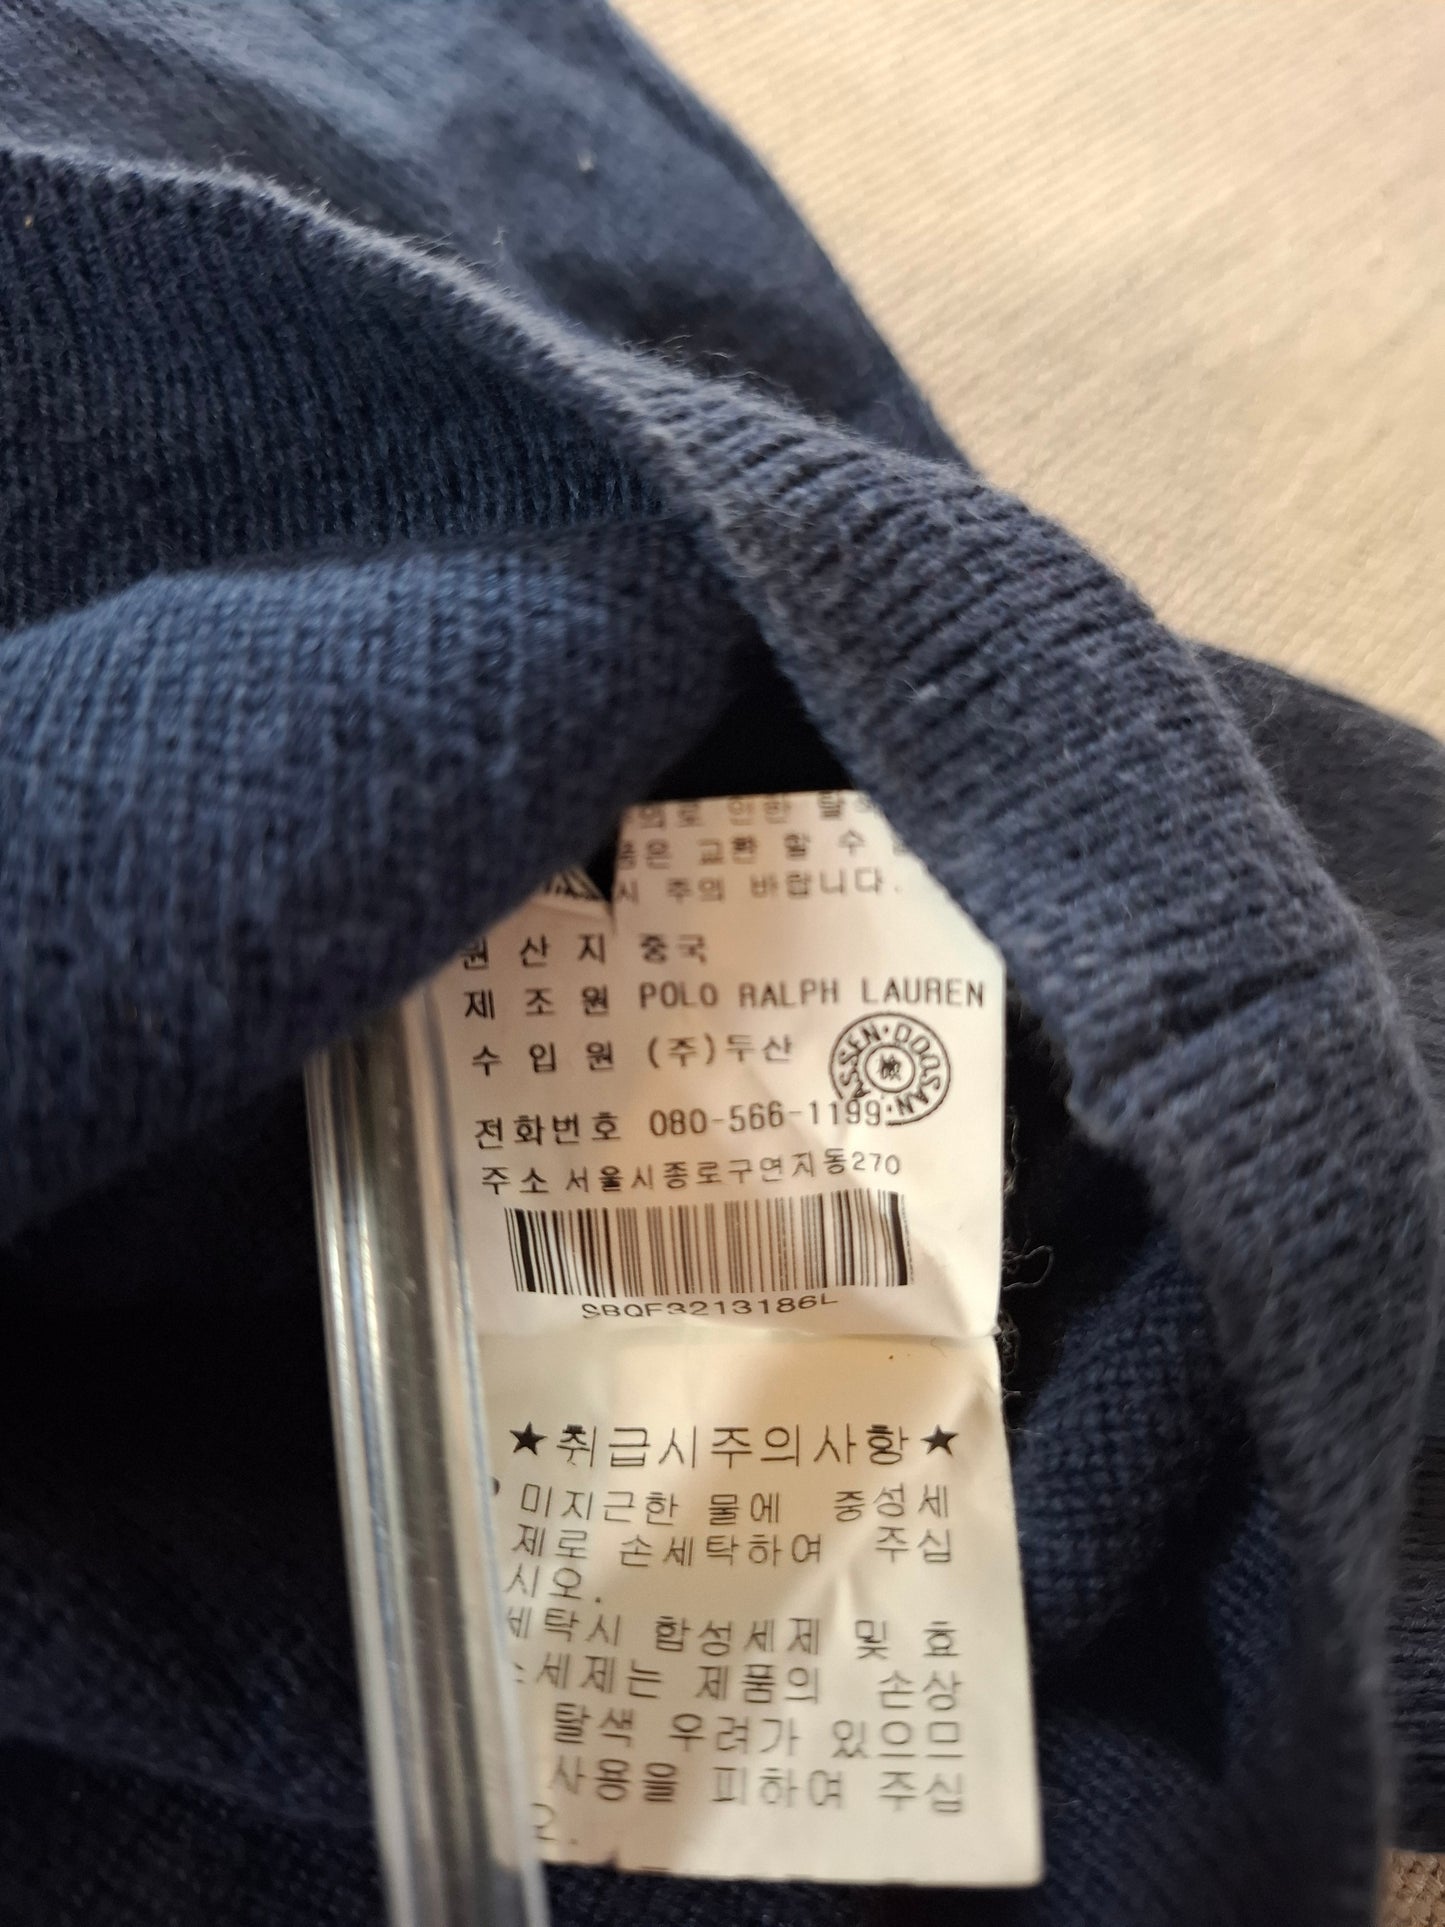 의로 인한 탈색
교환 할 수
시 주의 바랍니다.
원 산 지 중국
제 조 원 POLO RALPH LAUREN
수 입 원 (주)두산
ASSEN·DOOSAN
전화번호 080-566-1199
주소 서울시종로구연지동270
SBQF3213186L
★취급시주의사항★
미지근한 물에 중성세
제로 손세탁하여 주십
시오.
세탁시 합성세제 및 효
소세제는 제품의 손상
탈색 우려가 있으므
사용을 피하여 주십
오.